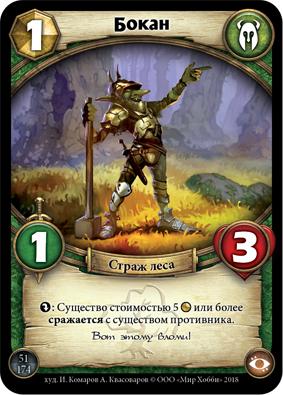 1
Бокан
1
3
Страж леса
: Существо стоимостью 5 или более
сражается с существом противника.
Вот этому вломи!
51
174
худ. И. Комаров А. Квасоваров © ООО «Мир Хобби» 2018